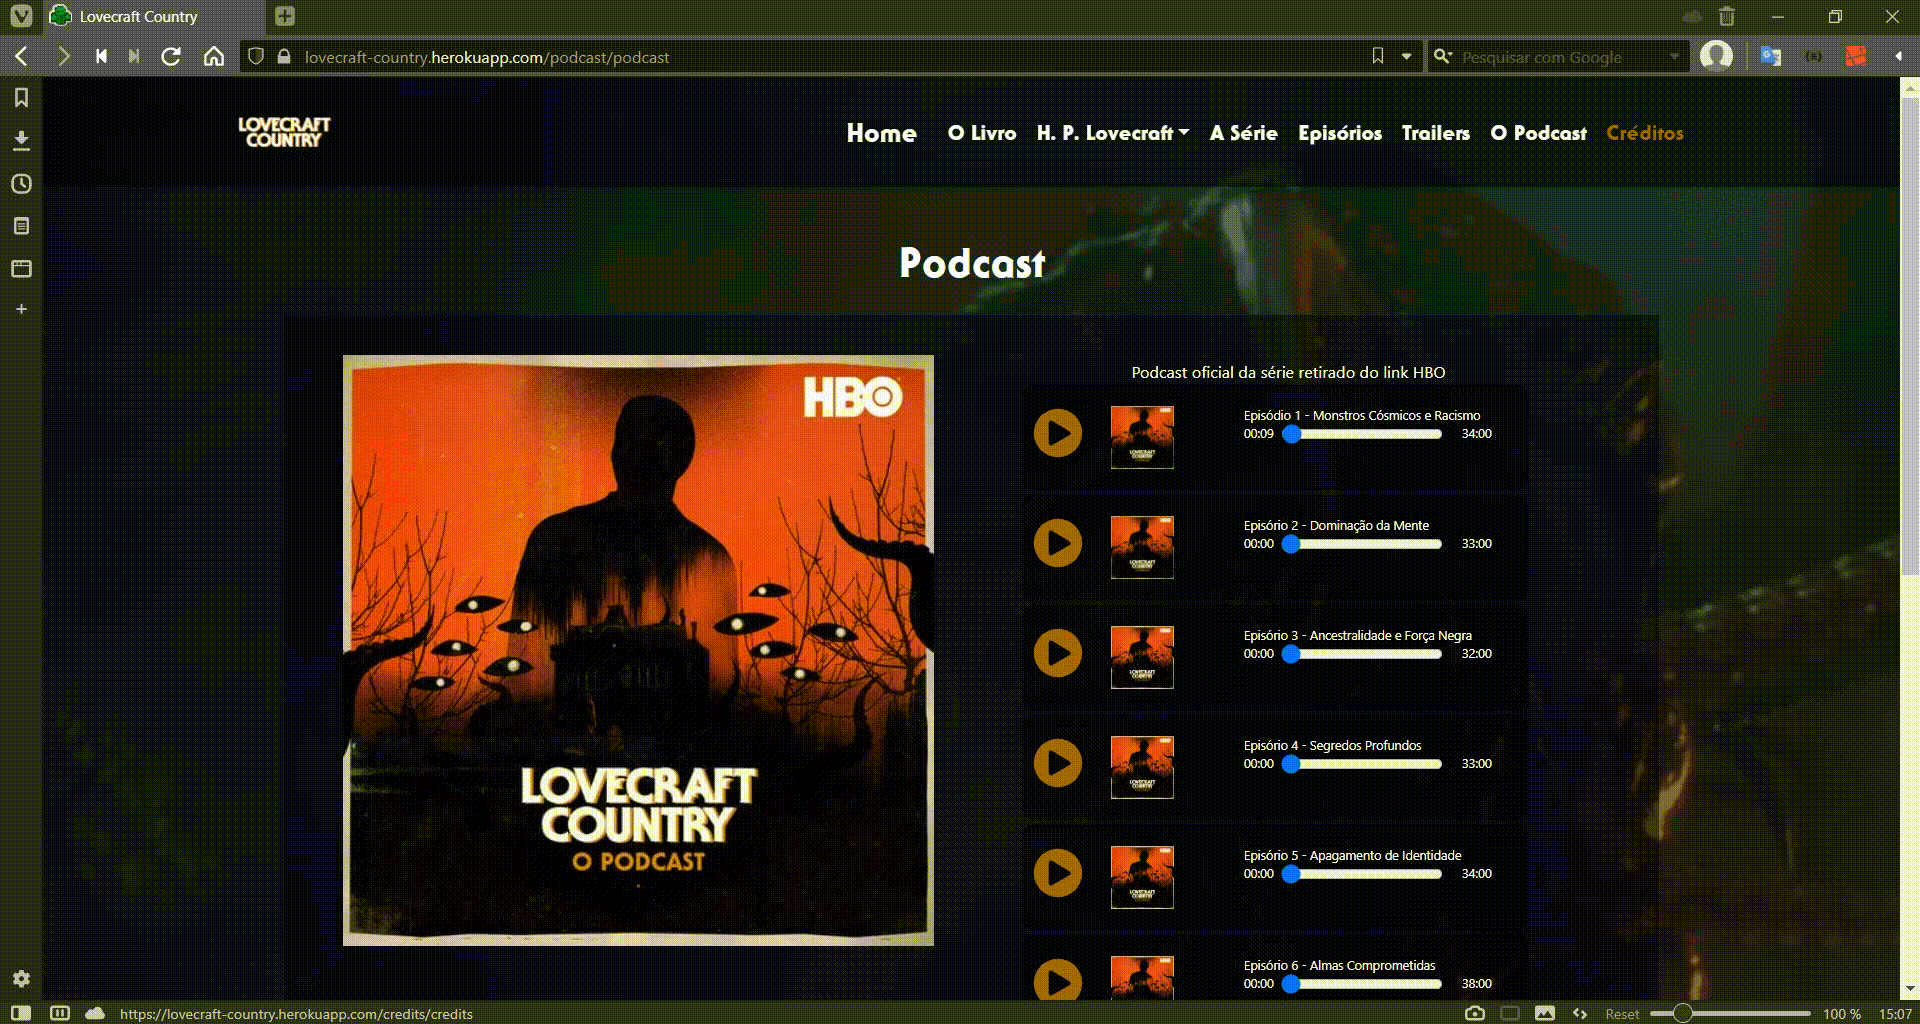 Lovecraft Country
lovecraft-country.herokuapp.com/podcast/podcast
Pesquisar com Google
LOVECRAFT
COUNTRY
Home O Livro H. P. Lovecraft A Série Episórios Trailers O Podcast Créditos
Podcast
HBO
LOVECRAFT
COUNTRY
O PODCAST
Podcast oficial da série retirado do link HBO
Episódio 1 - Monstros Cósmicos e Racismo
00:09 34:00
Episório 2 - Dominação da Mente
00:00 33:00
Episório 3 - Ancestralidade e Força Negra
00:00 32:00
Episório 4 - Segredos Profundos
00:00 33:00
Episório 5 - Apagamento de Identidade
00:00 34:00
Episório 6 - Almas Comprometidas
00:00 38:00
https://lovecraft-country.herokuapp.com/credits/credits
Reset 100 % 15:07